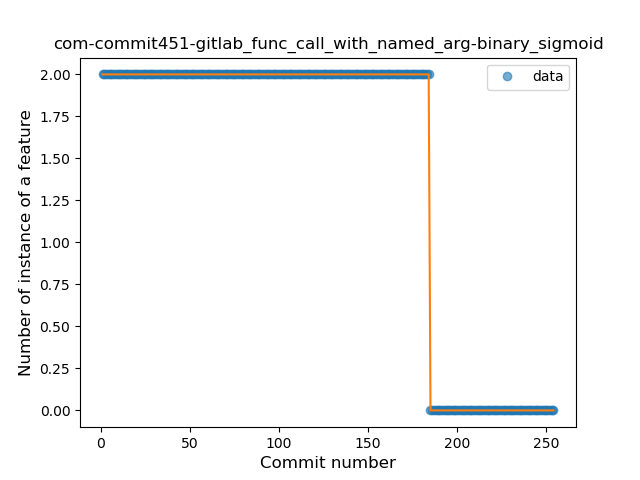 com-commit451-gitlab_func_call_with_named_arg-binary_sigmoid
data
Number of instance of a feature
2.00
1.75
1.50
1.25
1.00
0.75
0.50
0.25
0.00
0 50 100 150 200 250
Commit number